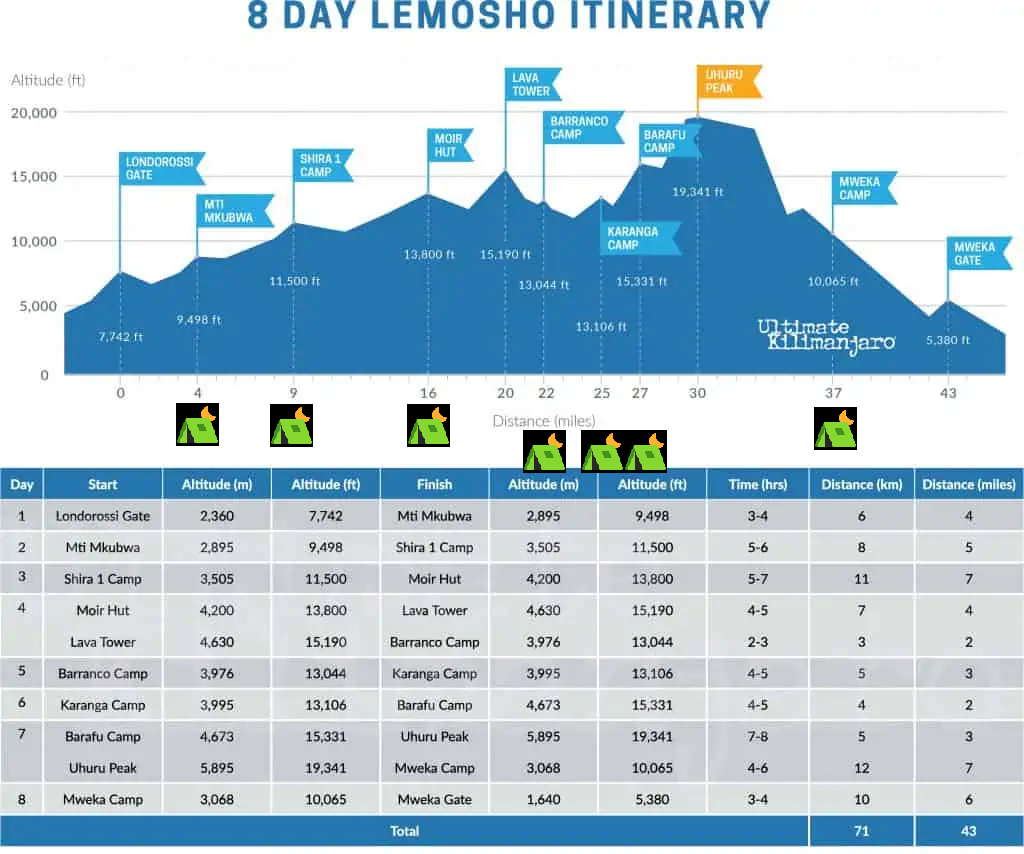 8 DAY LEMOSHO ITINERARY
Altitude (ft)
20,000
15,000
10,000
5,000
0
LONDOROSSI
GATE
MTI
MKUBWA
SHIRA 1
CAMP
MOIR
HUT
LAVA
TOWER
BARRANCO
CAMP
KARANGA
CAMP
BARAFU
CAMP
UHURU
PEAK
MWEKA
CAMP
MWEKA
GATE
7,742 ft
9,498 ft
11,500 ft
13,800 ft
15,190 ft
13,044 ft
13,106 ft
15,331 ft
19,341 ft
10,065 ft
5,380 ft
Ultimate
Kilimanjaro
0 4 9 16 20 22 25 27 30 37 43
Distance (miles)
Day Start Altitude (m) Altitude (ft) Finish Altitude (m) Altitude (ft) Time (hrs) Distance (km) Distance (miles)
1 Londorossi Gate 2,360 7,742 Mti Mkubwa 2,895 9,498 3-4 6 4
2 Mti Mkubwa 2,895 9,498 Shira 1 Camp 3,505 11,500 5-6 8 5
3 Shira 1 Camp 3,505 11,500 Moir Hut 4,200 13,800 5-7 11 7
4 Moir Hut 4,200 13,800 Lava Tower 4,630 15,190 4-5 7 4
Lava Tower 4,630 15,190 Barranco Camp 3,976 13,044 2-3 3 2
5 Barranco Camp 3,976 13,044 Karanga Camp 3,995 13,106 4-5 5 3
6 Karanga Camp 3,995 13,106 Barafu Camp 4,673 15,331 4-5 4 2
7 Barafu Camp 4,673 15,331 Uhuru Peak 5,895 19,341 7-8 5 3
Uhuru Peak 5,895 19,341 Mweka Camp 3,068 10,065 4-6 12 7
8 Mweka Camp 3,068 10,065 Mweka Gate 1,640 5,380 3-4 10 6
Total 71 43